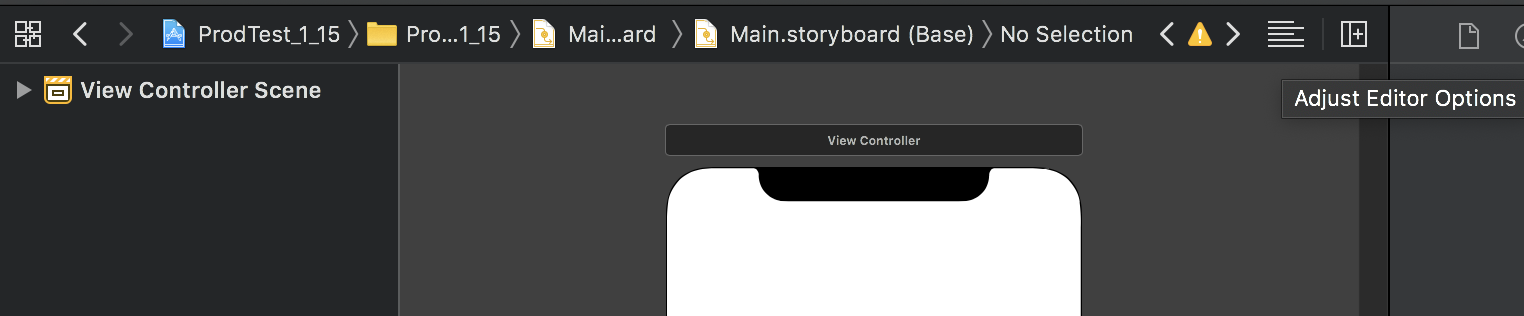 ProdTest_1_15 Pro...1_15 Mai...ard Main.storyboard (Base) No Selection
View Controller Scene
Adjust Editor Options
View Controller